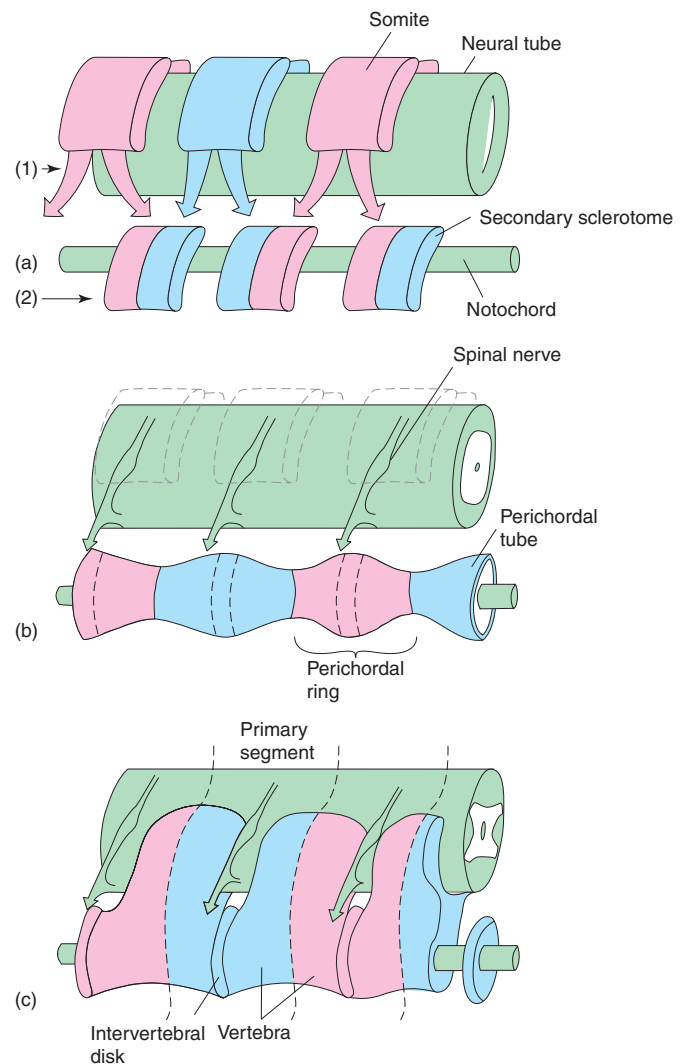 Somite
Neural tube
(1)
Secondary sclerotome
(a)
(2)
Notochord
Spinal nerve
Perichordal
tube
(b)
Perichordal
ring
Primary
segment
(c)
Intervertebral
disk
Vertebra